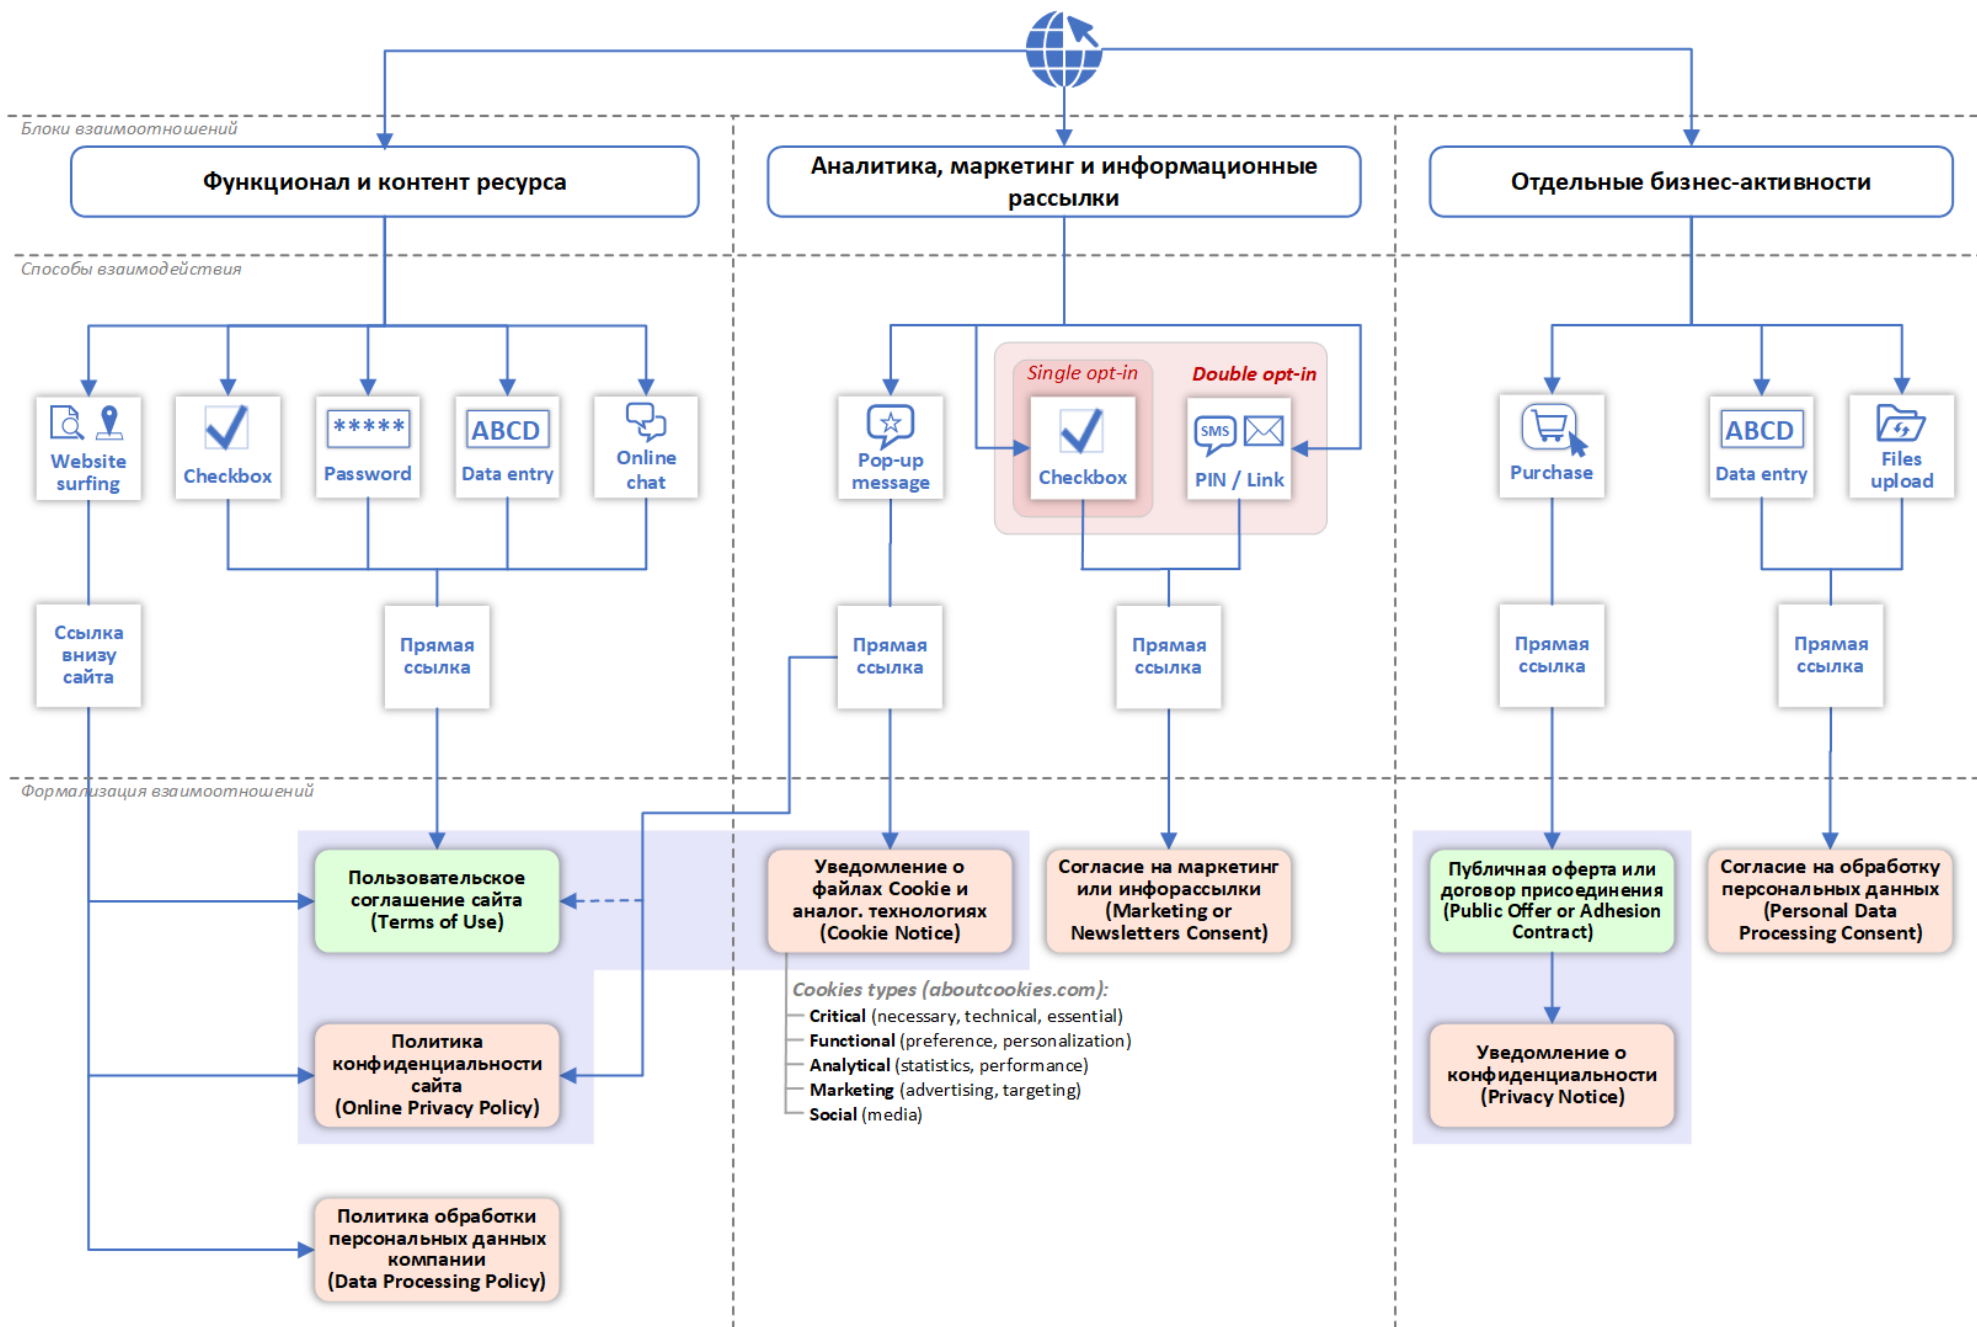 Блоки взаимоотношений
Функционал и контент ресурса
Аналитика, маркетинг и информационные
рассылки
Отдельные бизнес-активности
Способы взаимодействия
Website
surfing
Checkbox
*****
Password
ABCD
Data entry
Online
chat
Pop-up
message
Single opt-in
Checkbox
Double opt-in
SMS
PIN / Link
Purchase
ABCD
Data entry
Files
upload
Ссылка
внизу
сайта
Прямая
ссылка
Прямая
ссылка
Прямая
ссылка
Прямая
ссылка
Прямая
ссылка
Формализация взаимоотношений
Пользовательское
соглашение сайта
(Terms of Use)
Уведомление о
файлах Cookie и
аналог. технологиях
(Cookie Notice)
Согласие на маркетинг
или инфорассылки
(Marketing or
Newsletters Consent)
Публичная оферта или
договор присоединения
(Public Offer or Adhesion
Contract)
Согласие на обработку
персональных данных
(Personal Data
Processing Consent)
Cookies types (aboutcookies.com):
Critical (necessary, technical, essential)
Functional (preference, personalization)
Analytical (statistics, performance)
Marketing (advertising, targeting)
Social (media)
Политика
конфиденциальности
сайта
(Online Privacy Policy)
Уведомление о
конфиденциальности
(Privacy Notice)
Политика обработки
персональных данных
компании
(Data Processing Policy)